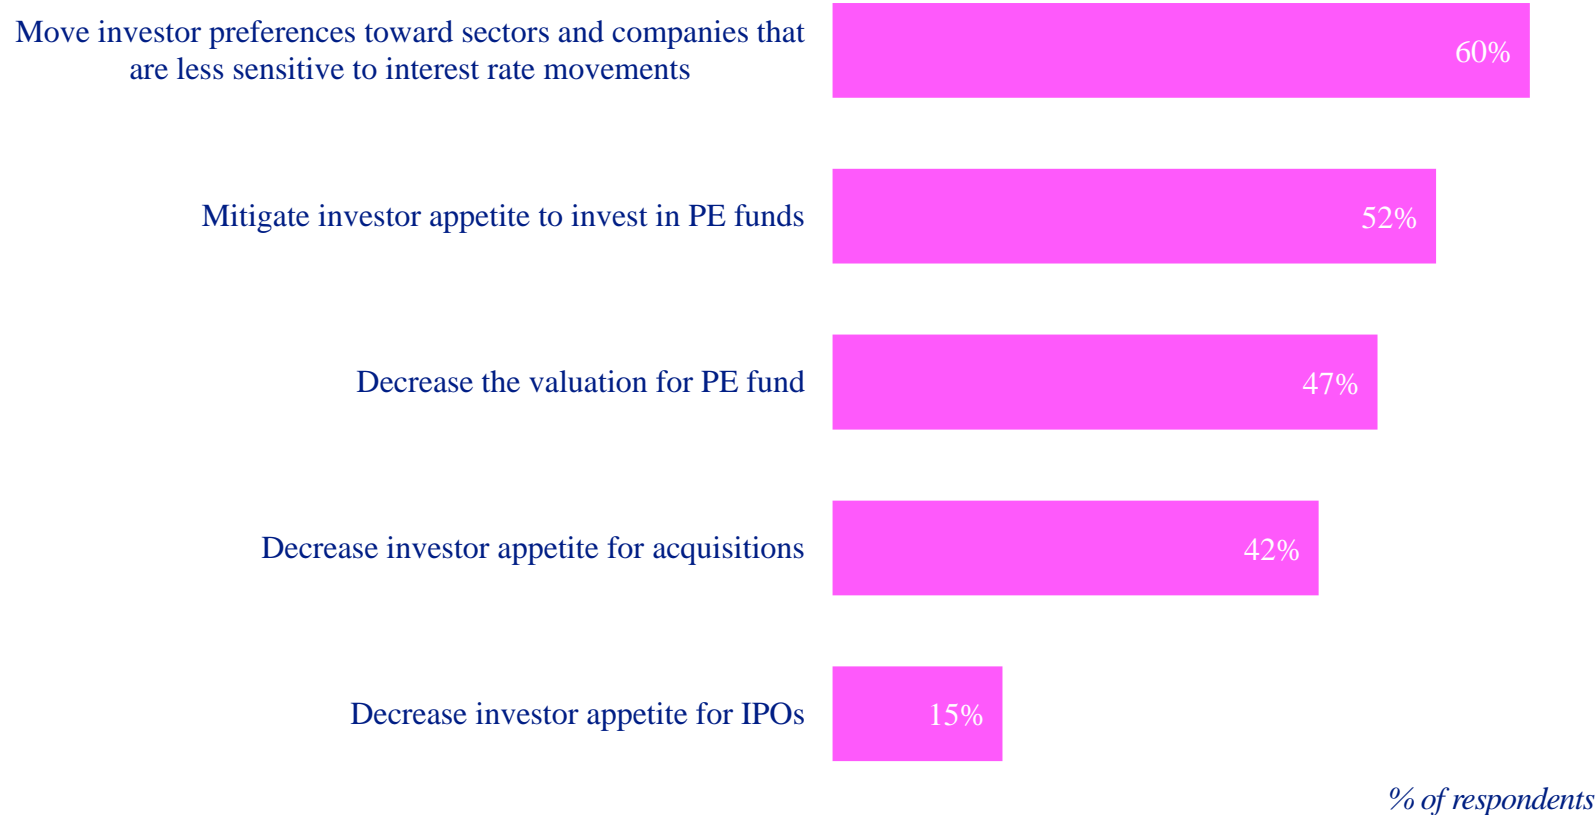 Move investor preferences toward sectors and companies that
are less sensitive to interest rate movements
60%
Mitigate investor appetite to invest in PE funds
52%
Decrease the valuation for PE fund
47%
Decrease investor appetite for acquisitions
42%
Decrease investor appetite for IPOs
15%
% of respondents